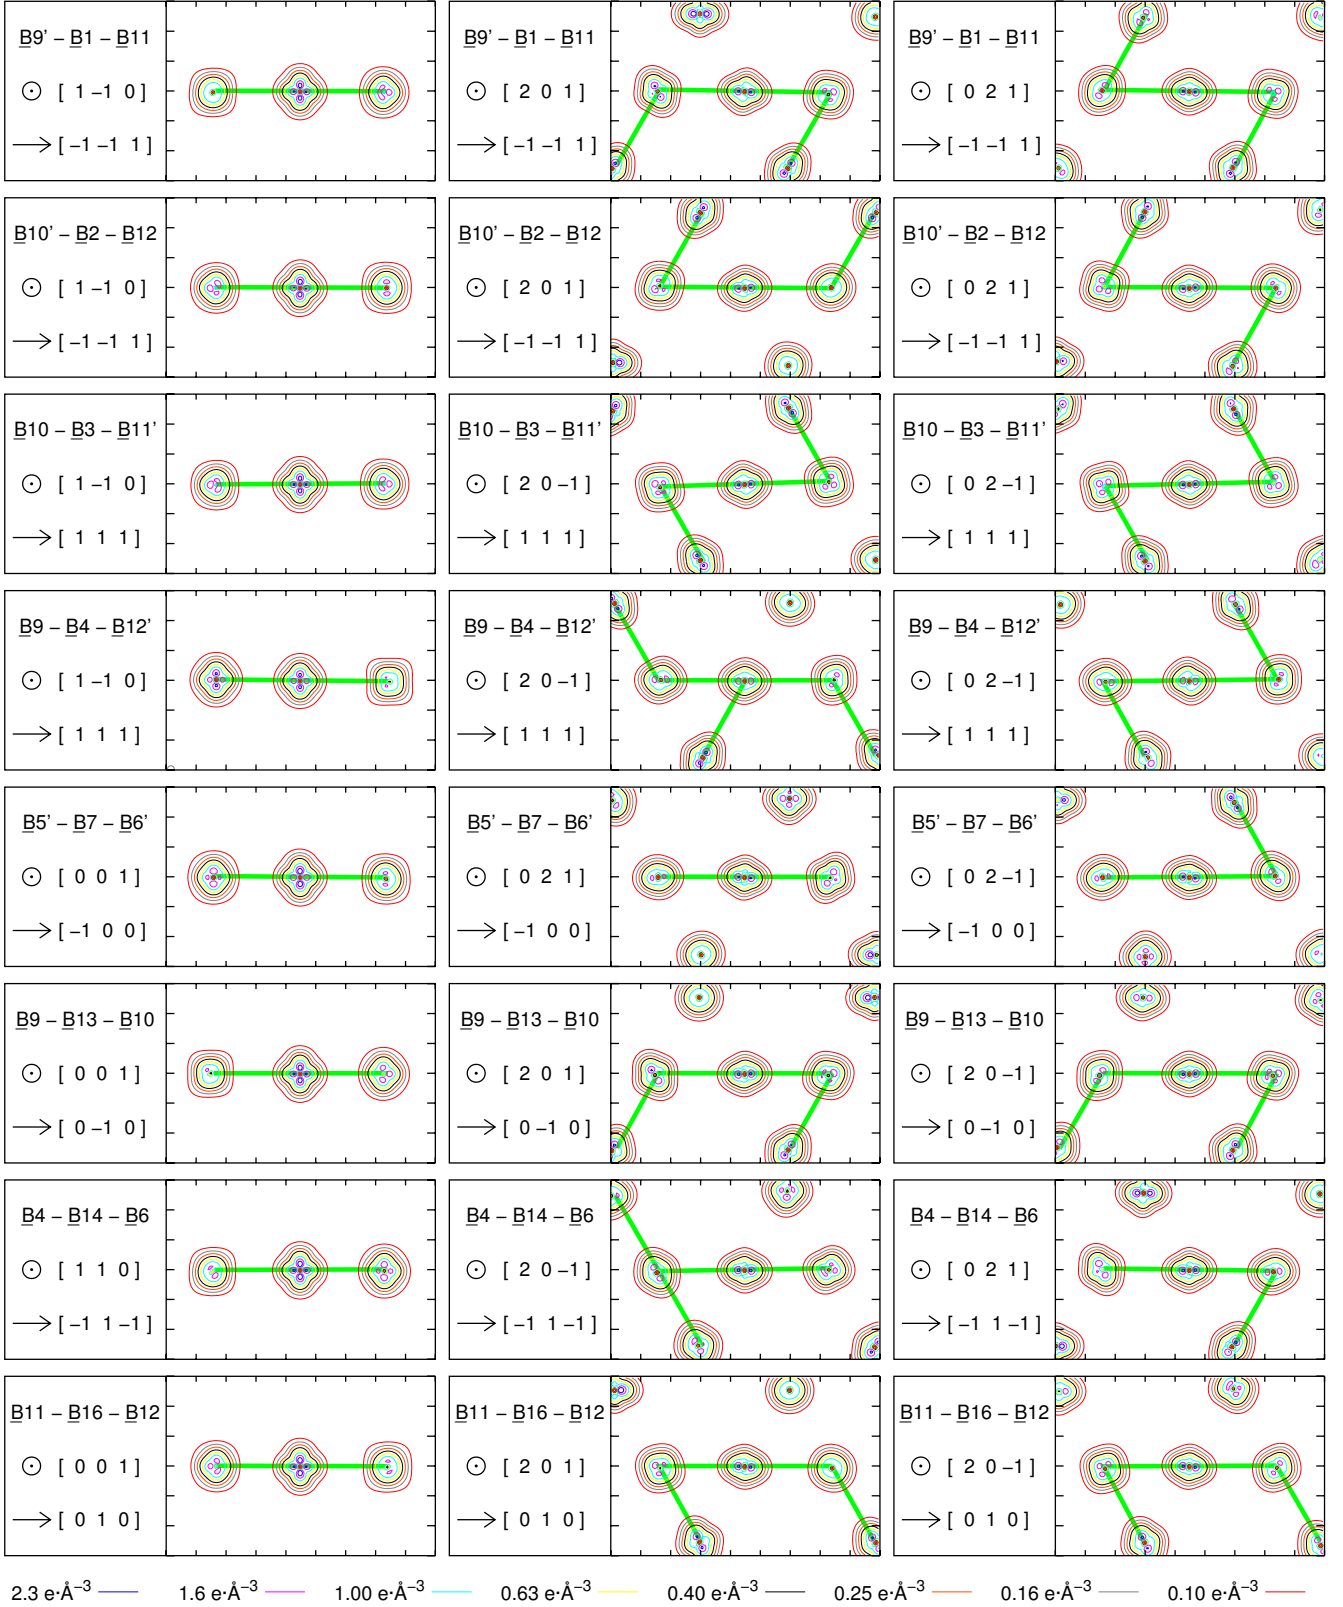 B9’ – B1 – B11
⊙ [ 1 –1 0 ]
→ [ –1 –1 1 ]
B9’ – B1 – B11
⊙ [ 2 0 1 ]
→ [ –1 –1 1 ]
B9’ – B1 – B11
⊙ [ 0 2 1 ]
→ [ –1 –1 1 ]
B10’ – B2 – B12
⊙ [ 1 –1 0 ]
→ [ –1 –1 1 ]
B10’ – B2 – B12
⊙ [ 2 0 1 ]
→ [ –1 –1 1 ]
B10’ – B2 – B12
⊙ [ 0 2 1 ]
→ [ –1 –1 1 ]
B10 – B3 – B11’
⊙ [ 1 –1 0 ]
→ [ 1 1 1 ]
B10 – B3 – B11’
⊙ [ 2 0 –1 ]
→ [ 1 1 1 ]
B10 – B3 – B11’
⊙ [ 0 2 –1 ]
→ [ 1 1 1 ]
B9 – B4 – B12’
⊙ [ 1 –1 0 ]
→ [ 1 1 1 ]
B9 – B4 – B12’
⊙ [ 2 0 –1 ]
→ [ 1 1 1 ]
B9 – B4 – B12’
⊙ [ 0 2 –1 ]
→ [ 1 1 1 ]
B5’ – B7 – B6’
⊙ [ 0 0 1 ]
→ [ –1 0 0 ]
B5’ – B7 – B6’
⊙ [ 0 2 1 ]
→ [ –1 0 0 ]
B5’ – B7 – B6’
⊙ [ 0 2 –1 ]
→ [ –1 0 0 ]
B9 – B13 – B10
⊙ [ 0 0 1 ]
→ [ 0 –1 0 ]
B9 – B13 – B10
⊙ [ 2 0 1 ]
→ [ 0 –1 0 ]
B9 – B13 – B10
⊙ [ 2 0 –1 ]
→ [ 0 –1 0 ]
B4 – B14 – B6
⊙ [ 1 1 0 ]
→ [ –1 1 –1 ]
B4 – B14 – B6
⊙ [ 2 0 –1 ]
→ [ –1 1 –1 ]
B4 – B14 – B6
⊙ [ 0 2 1 ]
→ [ –1 1 –1 ]
B11 – B16 – B12
⊙ [ 0 0 1 ]
→ [ 0 1 0 ]
B11 – B16 – B12
⊙ [ 2 0 1 ]
→ [ 0 1 0 ]
B11 – B16 – B12
⊙ [ 2 0 –1 ]
→ [ 0 1 0 ]
2.3 e·Å⁻³ 1.6 e·Å⁻³ 1.00 e·Å⁻³ 0.63 e·Å⁻³ 0.40 e·Å⁻³ 0.25 e·Å⁻³ 0.16 e·Å⁻³ 0.10 e·Å⁻³